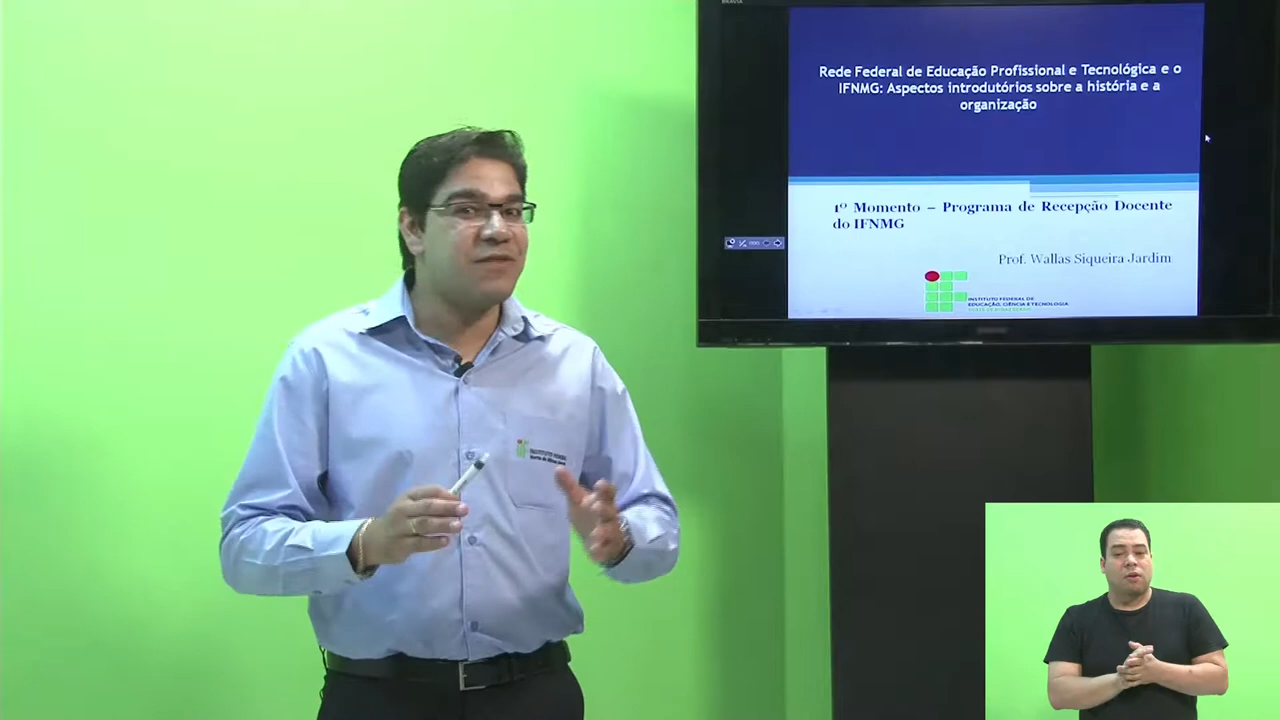 BRAVIA
Rede Federal de Educação Profissional e Tecnológica e o
IFNMG: Aspectos introdutórios sobre a história e a
organização
1º Momento – Programa de Recepção Docente
do IFNMG
Prof. Wallas Siqueira Jardim
INSTITUTO FEDERAL DE
EDUCAÇÃO, CIÊNCIA E TECNOLOGIA